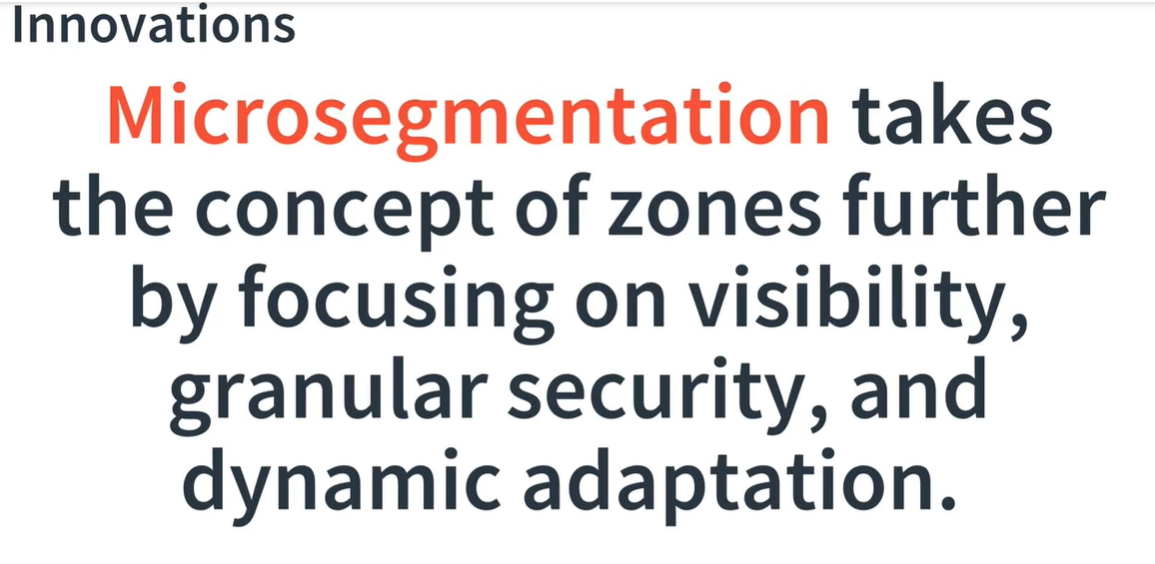 Innovations
Microsegmentation takes
the concept of zones further
by focusing on visibility,
granular security, and
dynamic adaptation.